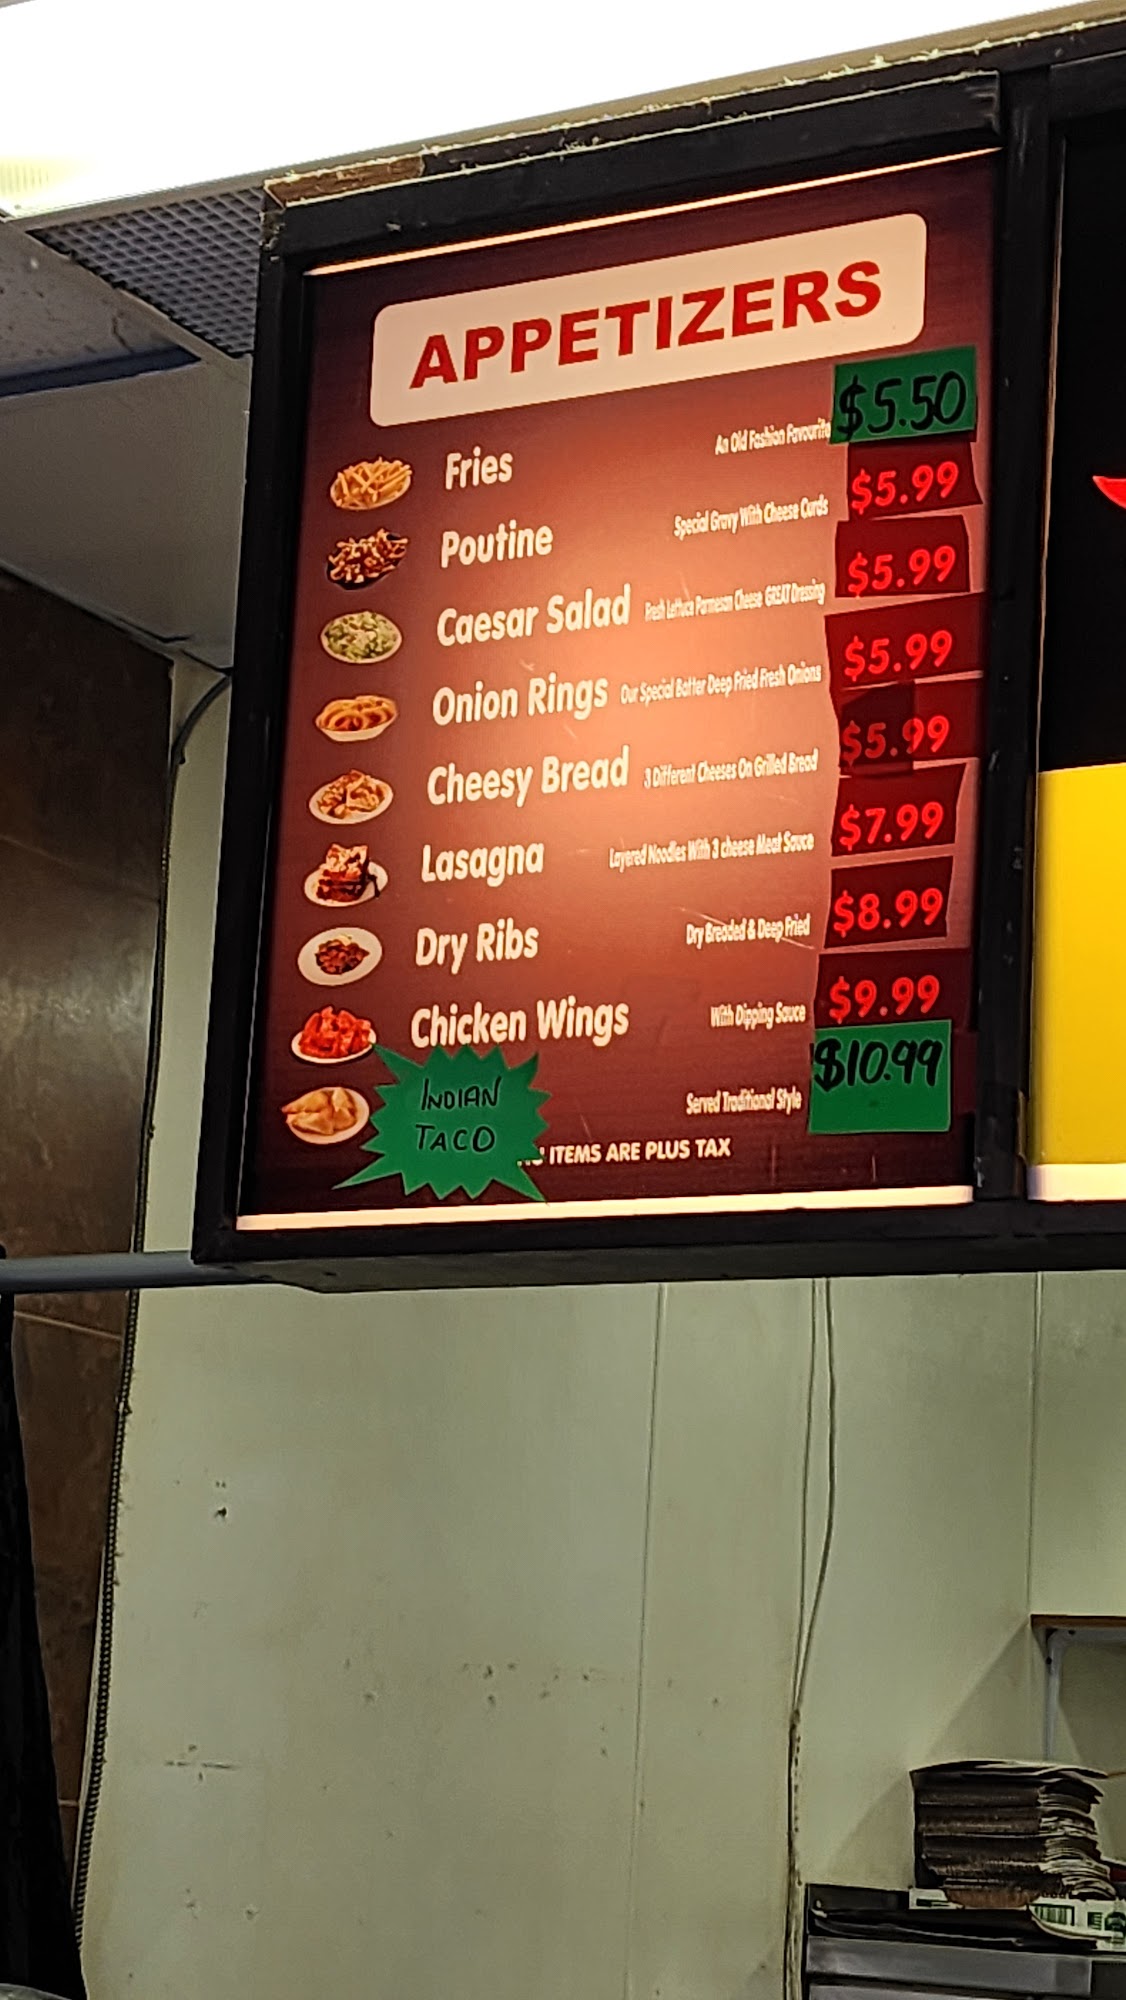 APPETIZERS
Fries An Old Fashion Favourite $5.50
Poutine Special Gravy With Cheese Curds $5.99
Caesar Salad Fresh Lettuce Parmesan Cheese GREAT Dressing $5.99
Onion Rings Our Special Batter Deep Fried Fresh Onions $5.99
Cheesy Bread 3 Different Cheeses On Grilled Bread $5.99
Lasagna Layered Noodles With 3 cheese Meat Sauce $7.99
Dry Ribs Dry Breaded & Deep Fried $8.99
Chicken Wings With Dipping Sauce $9.99
INDIAN
TACO Served Traditional Style $10.99
ITEMS ARE PLUS TAX